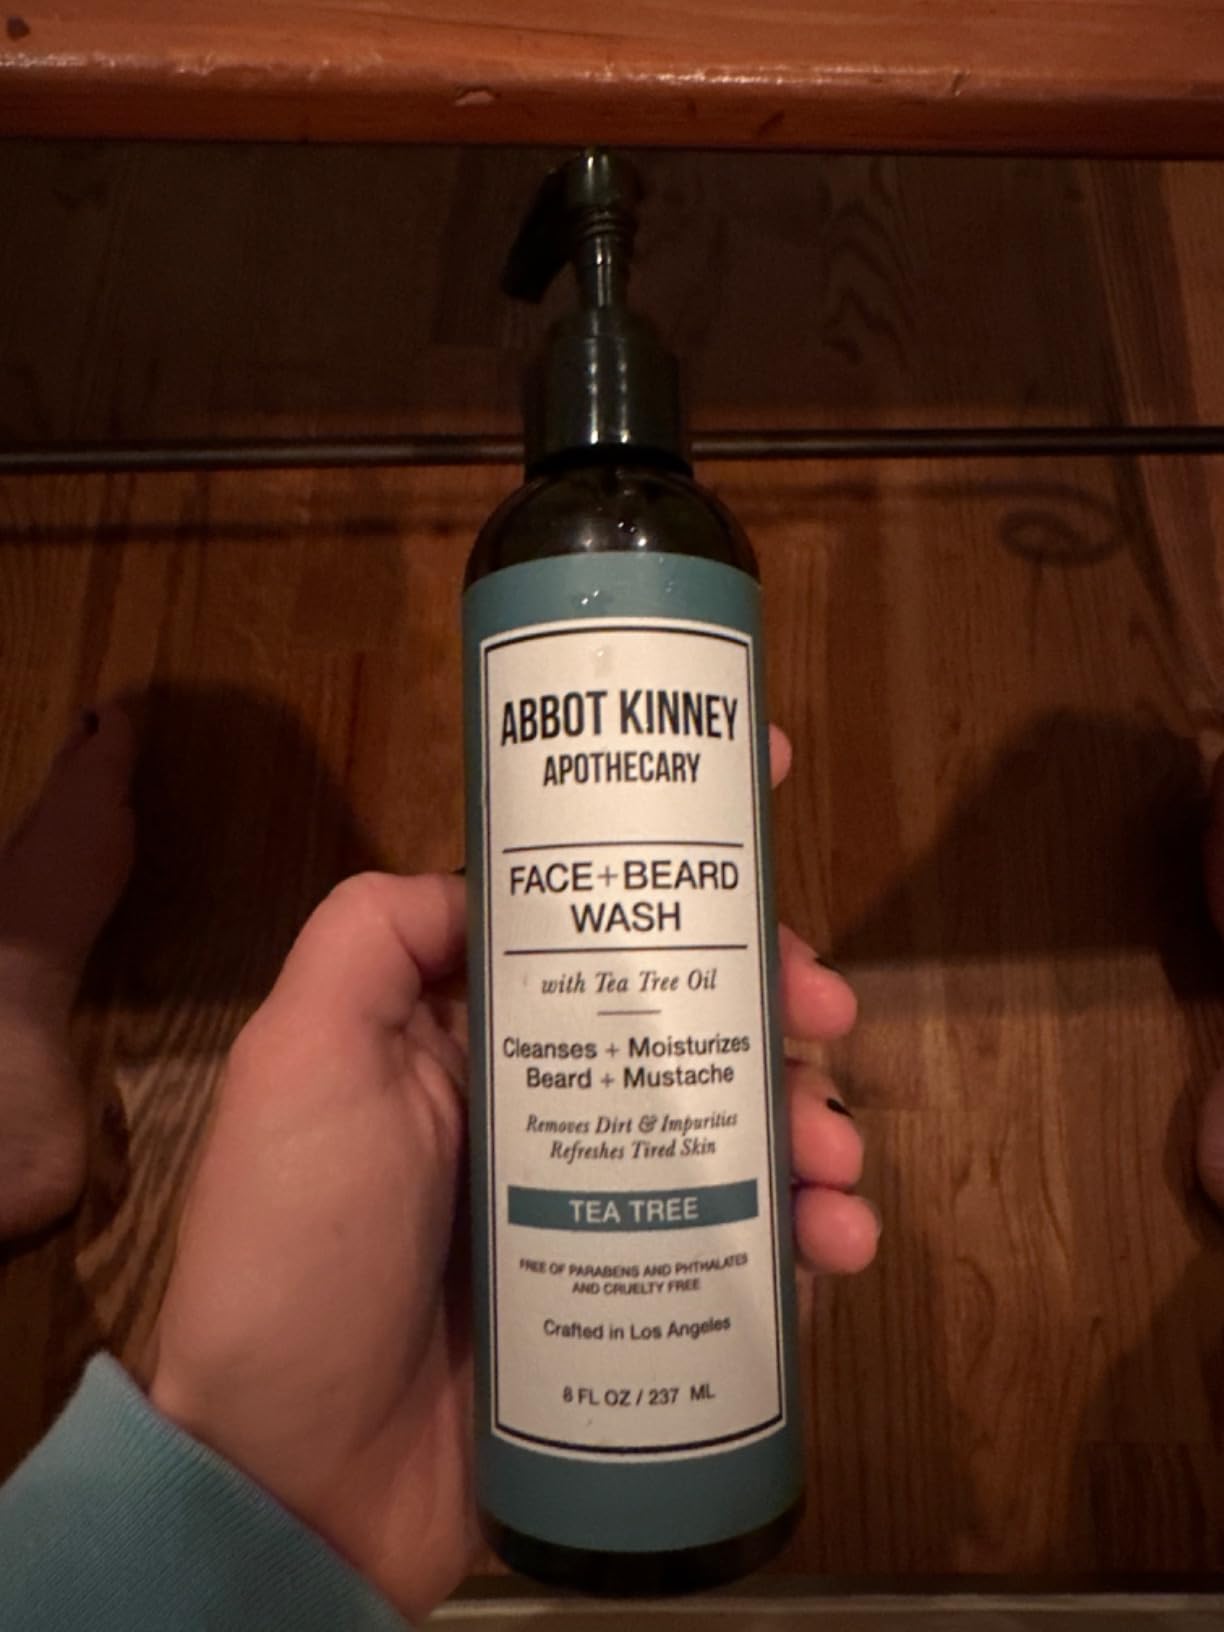 ABBOT KINNEY
APOTHECARY
FACE+BEARD
WASH
with Tea Tree Oil
Cleanses + Moisturizes
Beard + Mustache
Removes Dirt & Impurities
Refreshes Tired Skin
TEA TREE
FREE OF PARABENS AND PHTHALATES
AND CRUELTY FREE
Crafted in Los Angeles
8 FL OZ / 237 ML